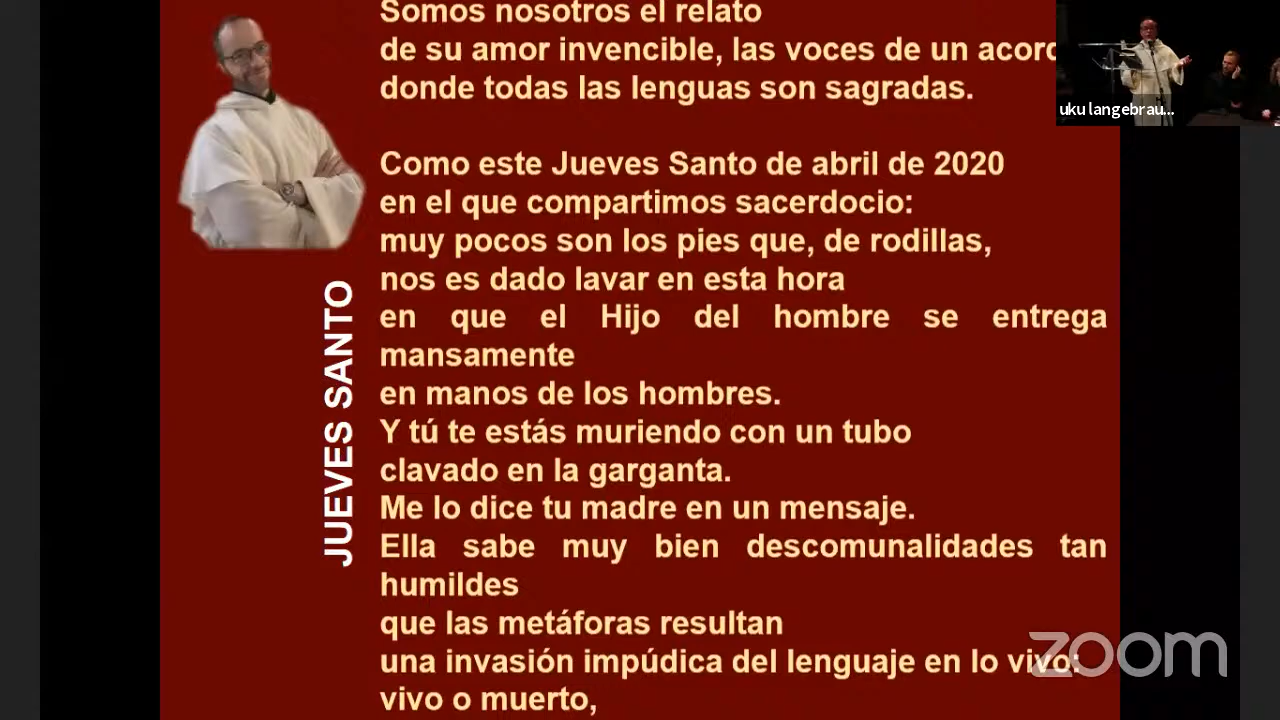 Somos nosotros el relato
de su amor invencible, las voces de un
donde todas las lenguas son sagradas.
Como este Jueves Santo de abril de 2020
en el que compartimos sacerdocio:
muy pocos son los pies que, de rodillas,
nos es dado lavar en esta hora
en que el Hijo del hombre se entrega
mansamente
en manos de los hombres.
Y tú te estás muriendo con un tubo
clavado en la garganta.
Me lo dice tu madre en un mensaje.
Ella sabe muy bien descomunalidades tan
humildes
que las metáforas resultan
una invasión impúdica del lenguaje en lo vivo:
vivo o muerto,
JUEVES SANTO
uku langebrau...
zoom